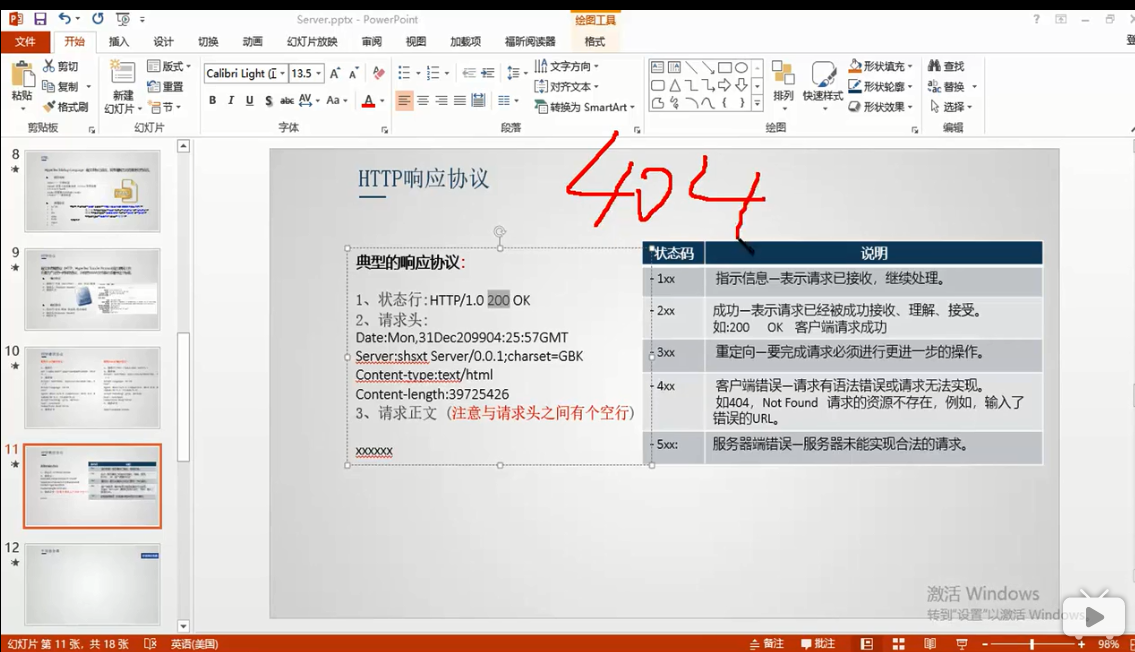 Server.pptx - PowerPoint
绘图工具
文件 开始 插入 设计 切换 动画 幻灯片放映 审阅 视图 加载项 福昕阅读器 格式 登
粘贴 剪切 复制 格式刷 剪贴板
新建 幻灯片 版式 重置 节 幻灯片
Calibri Light 13.5
B I U S abc AV Aa A
字体
文字方向
对齐文本
转换为 SmartArt
段落
排列 快速样式 形状填充 形状轮廓 形状效果
绘图
查找
替换
选择
编辑
8
9
10
11
12
HTTP响应协议
404
典型的响应协议:
1、状态行:HTTP/1.0 200 OK
2、请求头:
Date:Mon,31Dec209904:25:57GMT
Server:shsxt Server/0.0.1;charset=GBK
Content-type:text/html
Content-length:39725426
3、请求正文（注意与请求头之间有个空行)
xxxxxx
状态码 说明
1xx 指示信息—表示请求已接收，继续处理。
2xx 成功—表示请求已经被成功接收、理解、接受。
如:200 OK 客户端请求成功
3xx 重定向—要完成请求必须进行更进一步的操作。
4xx 客户端错误—请求有语法错误或请求无法实现。
如404，Not Found 请求的资源不存在，例如，输入了
错误的URL。
5xx: 服务器端错误—服务器未能实现合法的请求。
激活 Windows
转到"设置"以激活 Windows
幻灯片 第 11 张，共 18 张 英语(美国) 备注 批注 98%